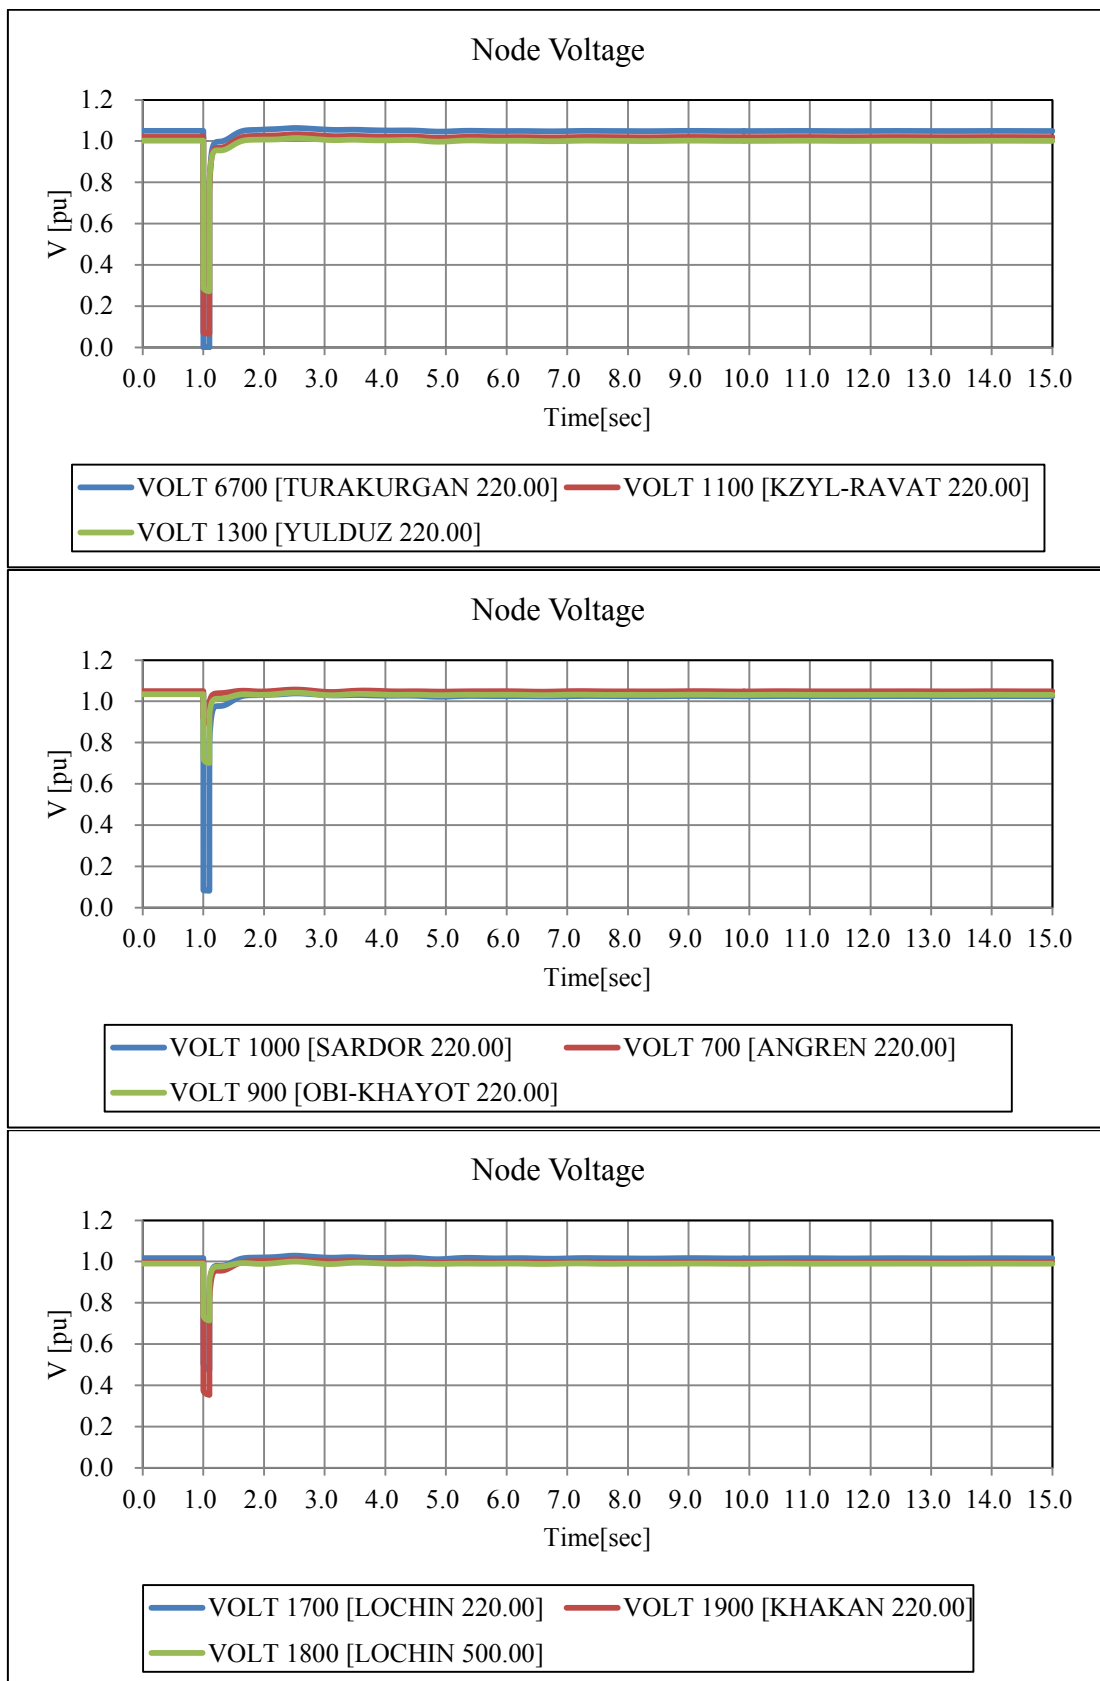 Node Voltage
1.2
1.0
0.8
0.6
0.4
0.2
0.0
V [pu]
0.0 1.0 2.0 3.0 4.0 5.0 6.0 7.0 8.0 9.0 10.0 11.0 12.0 13.0 14.0 15.0
Time[sec]
VOLT 6700 [TURAKURGAN 220.00] VOLT 1100 [KZYL-RAVAT 220.00]
VOLT 1300 [YULDUZ 220.00]
Node Voltage
1.2
1.0
0.8
0.6
0.4
0.2
0.0
V [pu]
0.0 1.0 2.0 3.0 4.0 5.0 6.0 7.0 8.0 9.0 10.0 11.0 12.0 13.0 14.0 15.0
Time[sec]
VOLT 1000 [SARDOR 220.00] VOLT 700 [ANGREN 220.00]
VOLT 900 [OBI-KHAYOT 220.00]
Node Voltage
1.2
1.0
0.8
0.6
0.4
0.2
0.0
V [pu]
0.0 1.0 2.0 3.0 4.0 5.0 6.0 7.0 8.0 9.0 10.0 11.0 12.0 13.0 14.0 15.0
Time[sec]
VOLT 1700 [LOCHIN 220.00] VOLT 1900 [KHAKAN 220.00]
VOLT 1800 [LOCHIN 500.00]